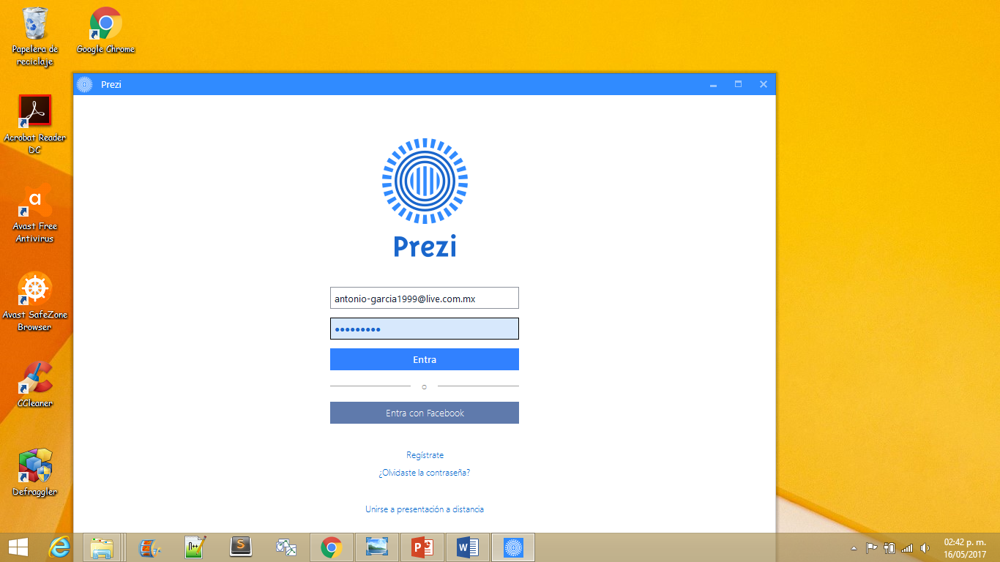 Papelera de
reciclaje
Google Chrome
Acrobat Reader
DC
Avast Free
Antivirus
Avast SafeZone
Browser
CCleaner
Defraggler
Prezi
Prezi
antonio-garcia1999@live.com.mx
•••••••••
Entra
o
Entra con Facebook
Regístrate
¿Olvidaste la contraseña?
Unirse a presentación a distancia
02:42 p. m.
16/05/2017